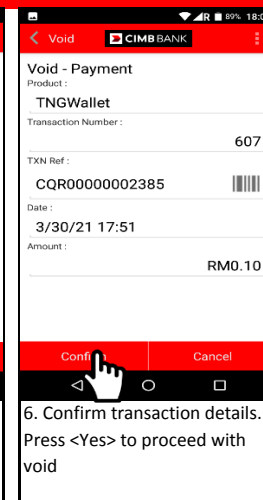 R 89% 18:0
Void CIMB BANK
Void - Payment
Product :
TNGWallet
Transaction Number :
607
TXN Ref :
CQR00000002385
Date :
3/30/21 17:51
Amount :
RM0.10
Cancel
6. Confirm transaction details.
Press <Yes> to proceed with
void